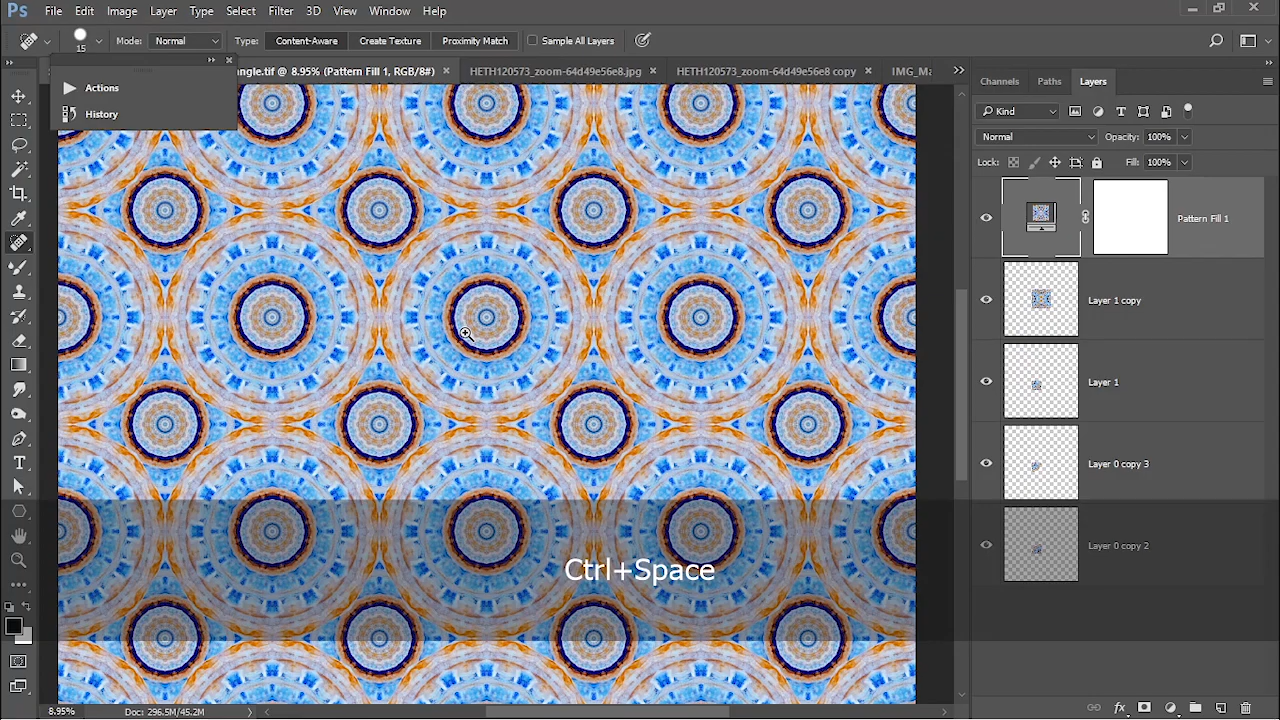 Ps File Edit Image Layer Type Select Filter 3D View Window Help
15 Mode: Normal Type: Content-Aware Create Texture Proximity Match Sample All Layers
ngle.tif @ 8.95% (Pattern Fill 1, RGB/8#) HETH120573_zoom-64d49e56e8.jpg HETH120573_zoom-64d49e56e8 copy IMG_Ma
Actions
History
Channels Paths Layers
Kind
Normal Opacity: 100%
Lock: Fill: 100%
Pattern Fill 1
Layer 1 copy
Layer 1
Layer 0 copy 3
Layer 0 copy 2
Ctrl+Space
8.95% Doc: 296.5M/45.2M